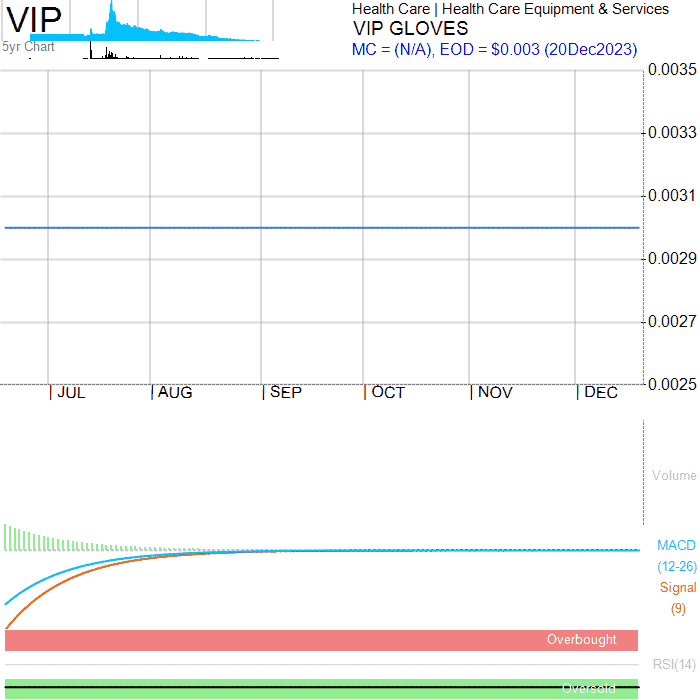 VIP
5yr Chart
Health Care | Health Care Equipment & Services
VIP GLOVES
MC = (N/A), EOD = $0.003 (20Dec2023)
0.0035
0.0033
0.0031
0.0029
0.0027
0.0025
JUL AUG SEP OCT NOV DEC
Volume
MACD
(12-26)
Signal
(9)
Overbought
RSI(14)
Oversold